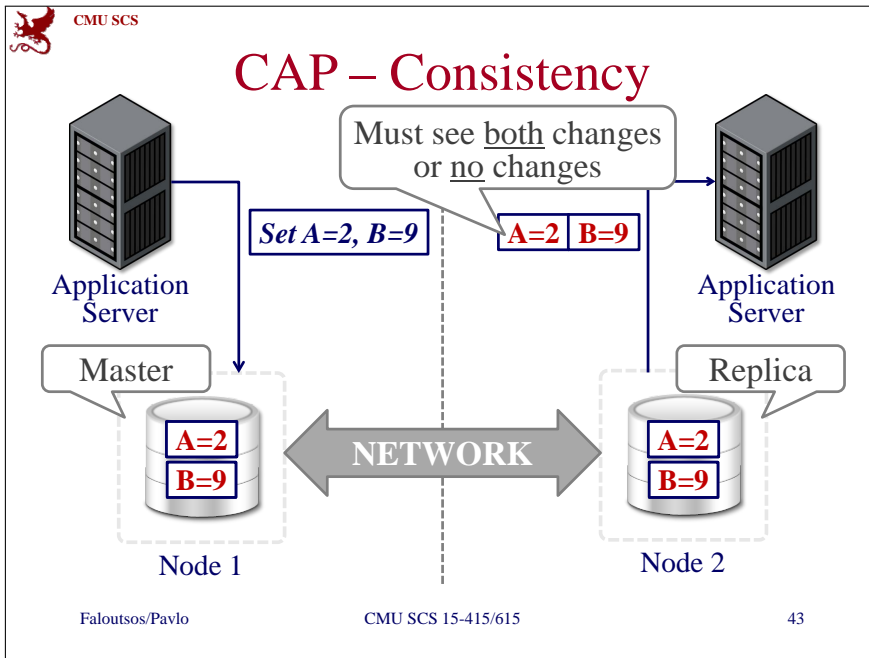 CMU SCS
CAP – Consistency
Must see both changes
or no changes
Set A=2, B=9
A=2 B=9
Application
Server
Application
Server
Master
Replica
A=2
B=9
NETWORK
A=2
B=9
Node 1
Node 2
Faloutsos/Pavlo CMU SCS 15-415/615 43